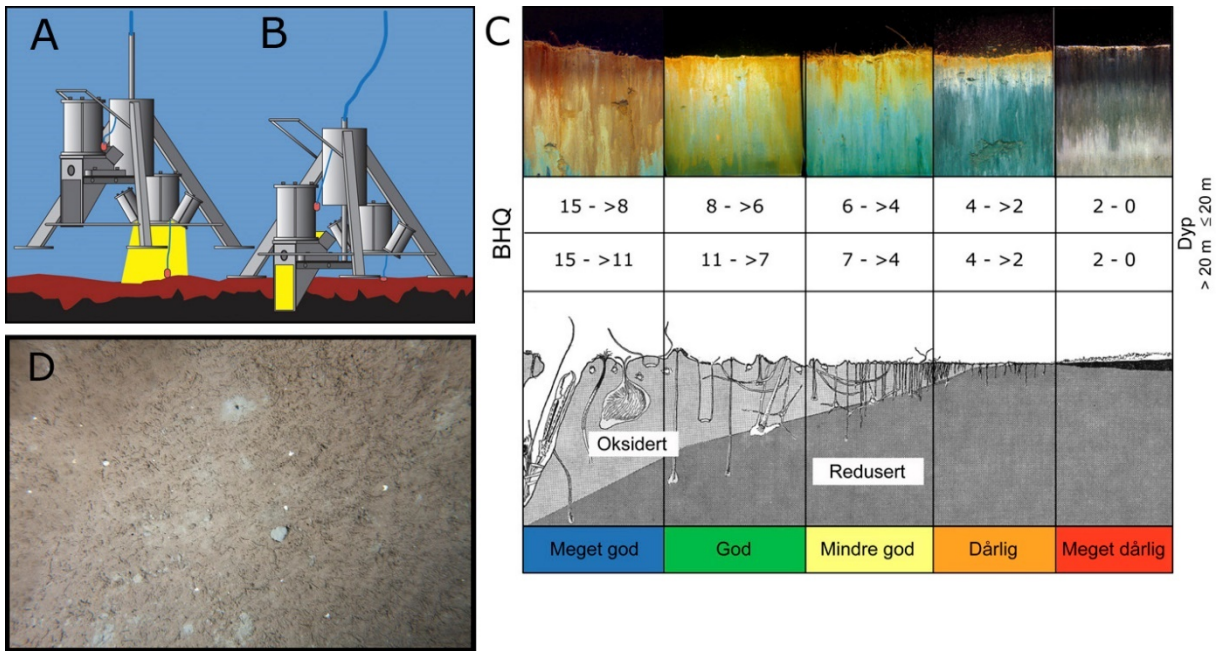 A
B
C
BHQ
15 - >8
8 - >6
6 - >4
4 - >2
2 - 0
15 - >11
11 - >7
7 - >4
4 - >2
2 - 0
Dyp
> 20 m ≤ 20 m
Oksidert
Redusert
Meget god
God
Mindre god
Dårlig
Meget dårlig
D